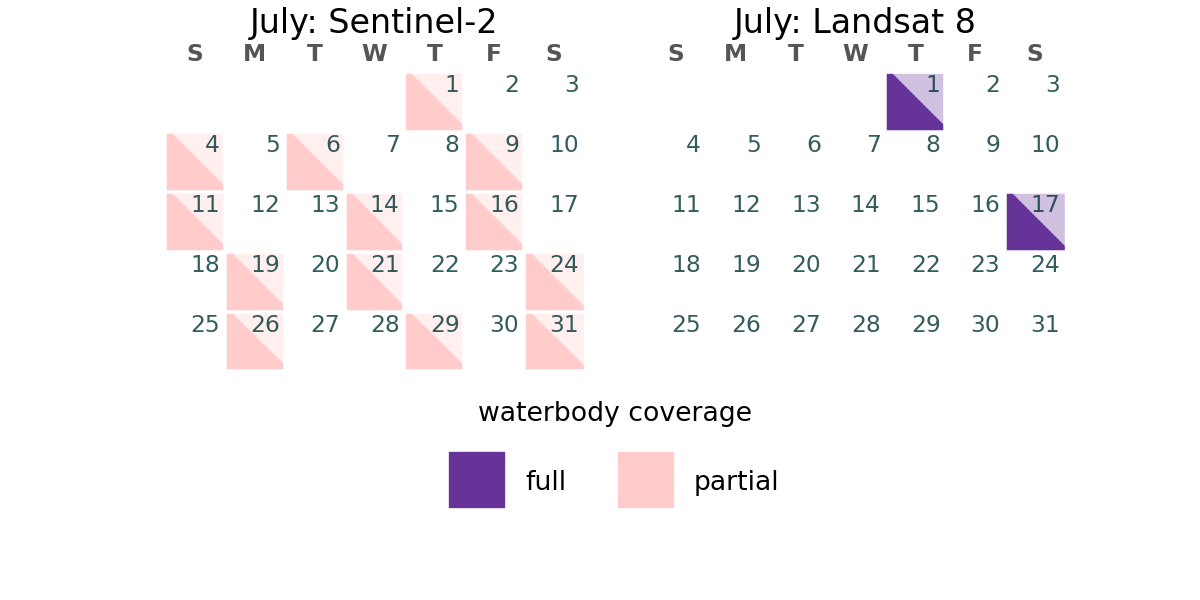 July: Sentinel-2
S M T W T F S
1 2 3
4 5 6 7 8 9 10
11 12 13 14 15 16 17
18 19 20 21 22 23 24
25 26 27 28 29 30 31
July: Landsat 8
S M T W T F S
1 2 3
4 5 6 7 8 9 10
11 12 13 14 15 16 17
18 19 20 21 22 23 24
25 26 27 28 29 30 31
waterbody coverage
full partial